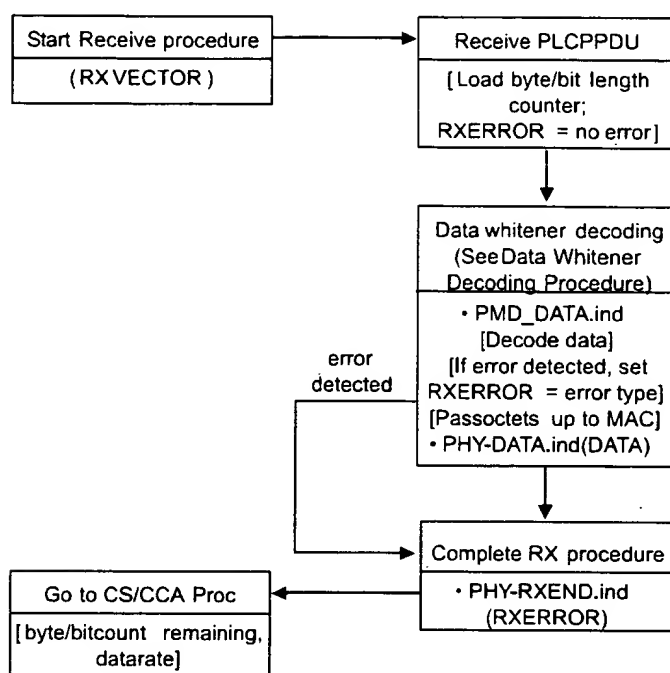 Start Receive procedure
(RXVECTOR)
Receive PLCPPDU
[Load byte/bit length
counter;
RXERROR = no error]
Data whitener decoding
(See Data Whitener
Decoding Procedure)
• PMD_DATA.ind
[Decode data]
[If error detected, set
RXERROR = error type]
[Passoctets up to MAC]
• PHY-DATA.ind(DATA)
error
detected
Complete RX procedure
• PHY-RXEND.ind
(RXERROR)
Go to CS/CCA Proc
[byte/bitcount remaining,
datarate]